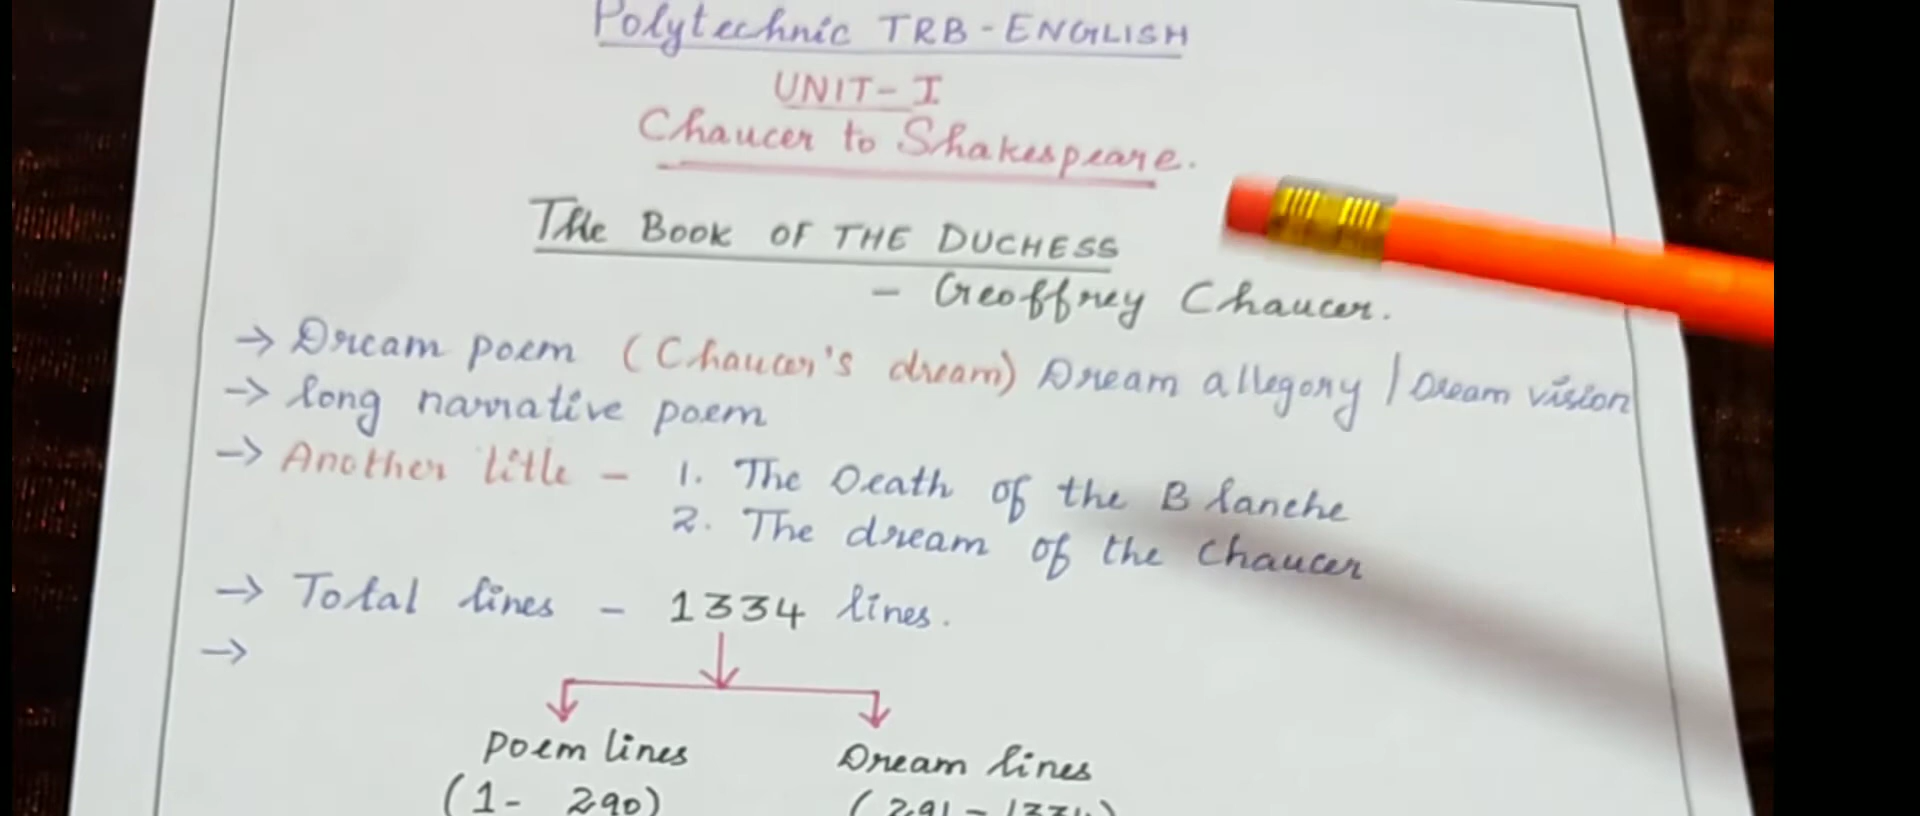 Polytechnic TRB - ENGLISH
UNIT - I
Chaucer to Shakespeare.
The Book OF THE DUCHESS
- Geoffrey Chaucer.
→ Dream poem (Chaucer's dream) Dream allegory / Dream vision
→ long narrative poem
→ Another title - 1. The Death of the Blanche
2. The dream of the Chaucer
→ Total lines - 1334 lines.
→
Poem lines Dream lines
(1 - 290) (291 - 1334)